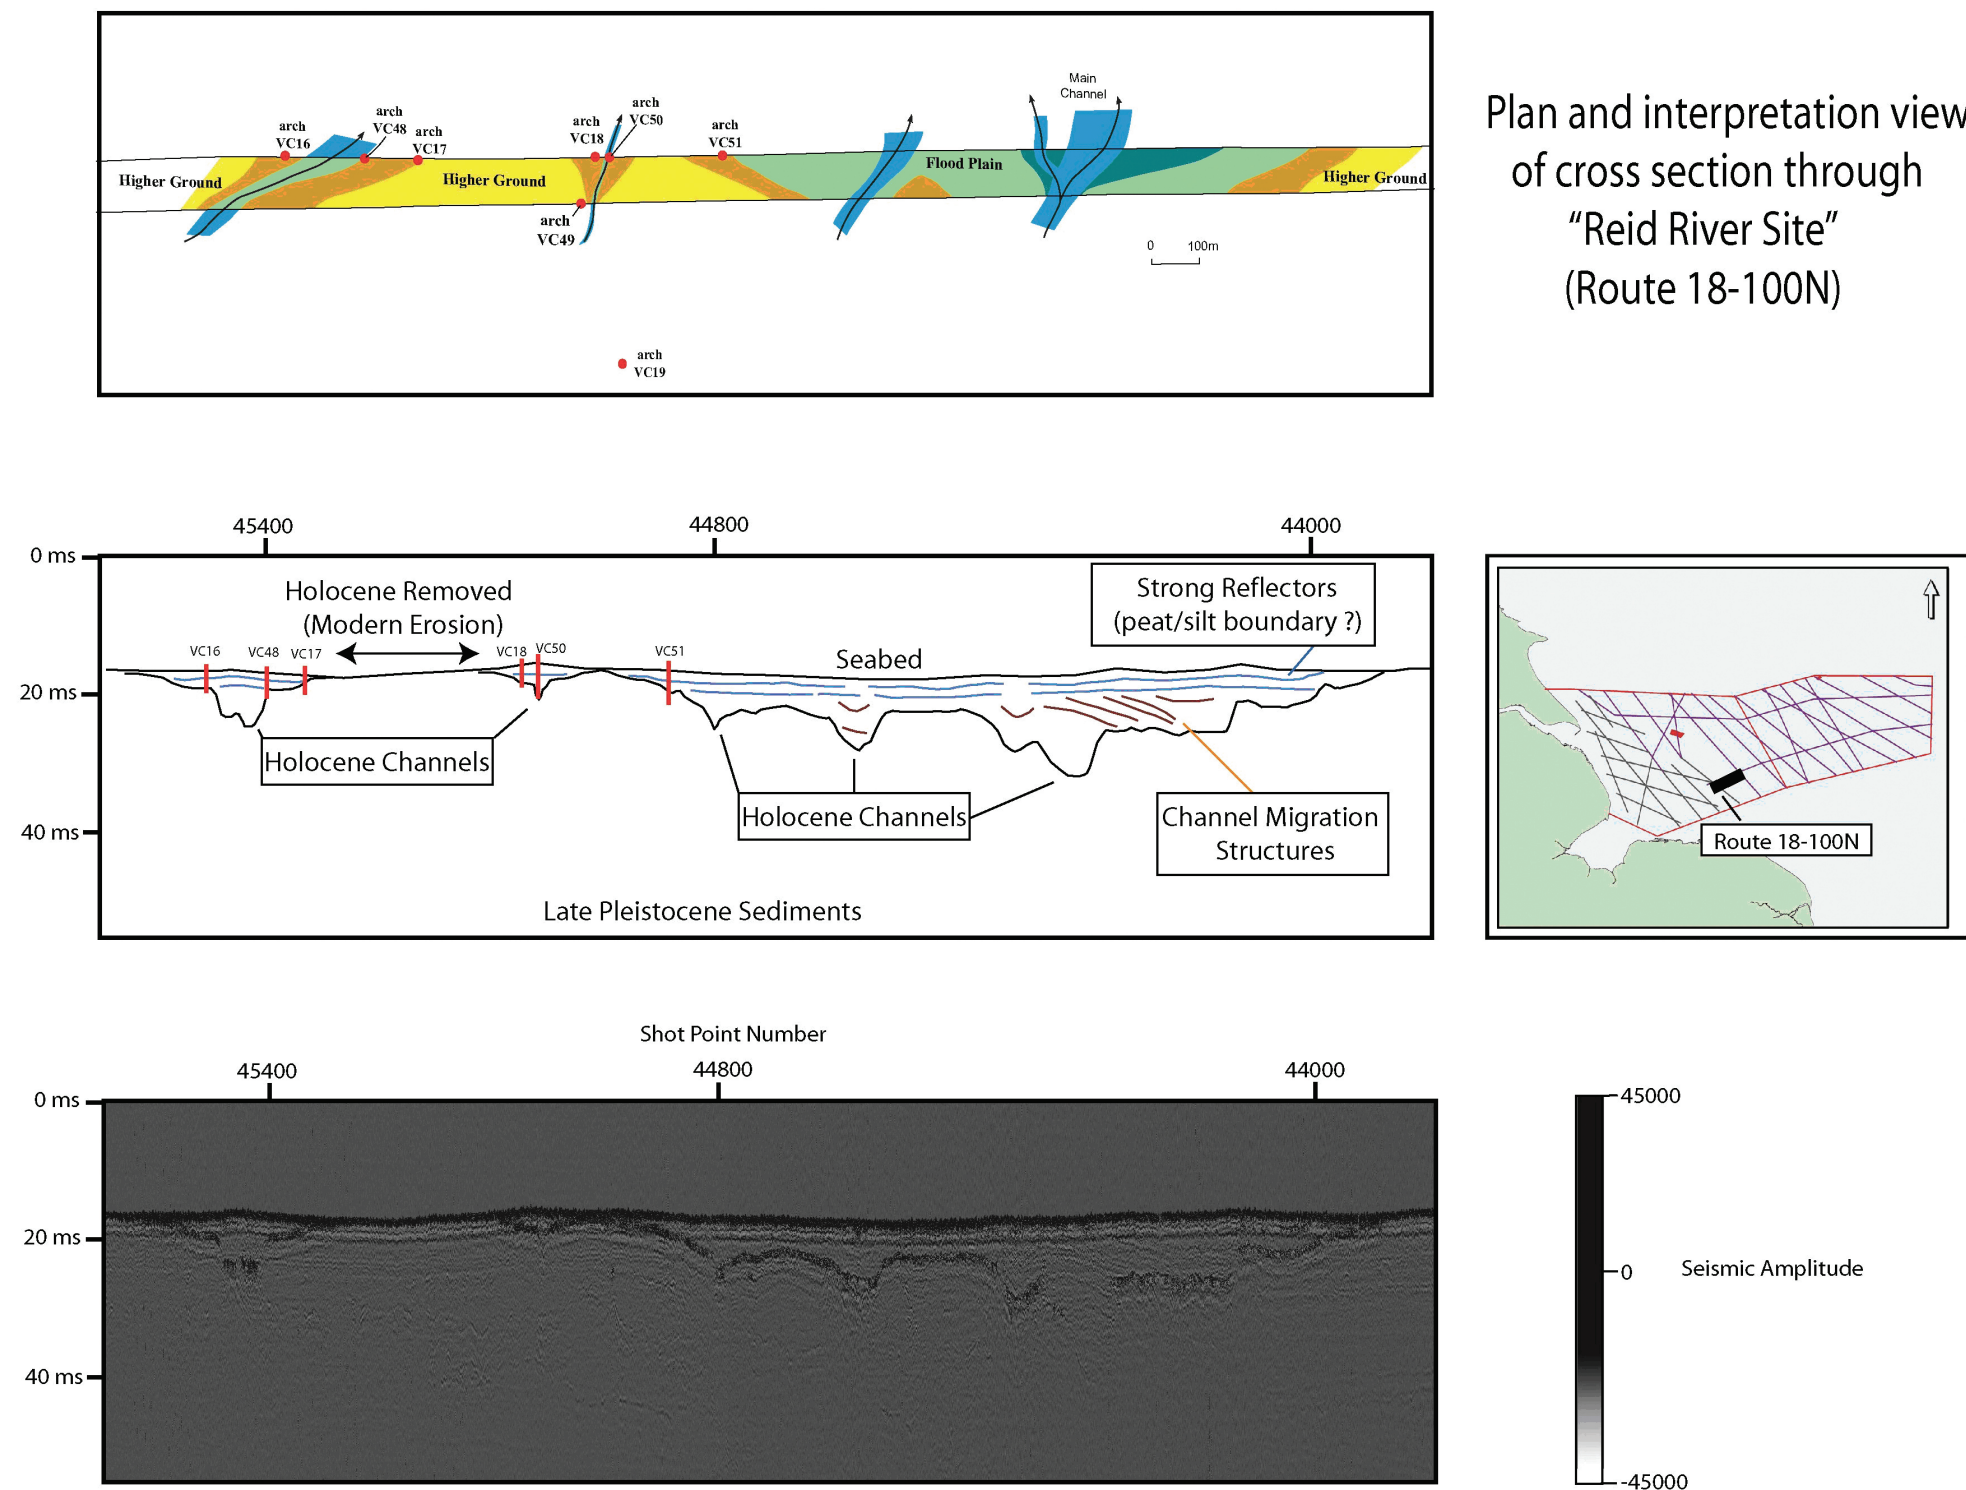 Plan and interpretation view
of cross section through
“Reid River Site”
(Route 18-100N)
Main
Channel
arch
VC16
arch
VC48
arch
VC17
arch
VC18
arch
VC50
arch
VC51
Higher Ground
Higher Ground
Flood Plain
Higher Ground
arch
VC49
0 100m
arch
VC19
45400 44800 44000
0 ms
20 ms
40 ms
Holocene Removed
(Modern Erosion)
Strong Reflectors
(peat/silt boundary ?)
VC16 VC48 VC17 VC18 VC50 VC51
Seabed
Holocene Channels
Holocene Channels
Channel Migration
Structures
Late Pleistocene Sediments
Route 18-100N
Shot Point Number
45400 44800 44000
0 ms
20 ms
40 ms
45000
0
-45000
Seismic Amplitude